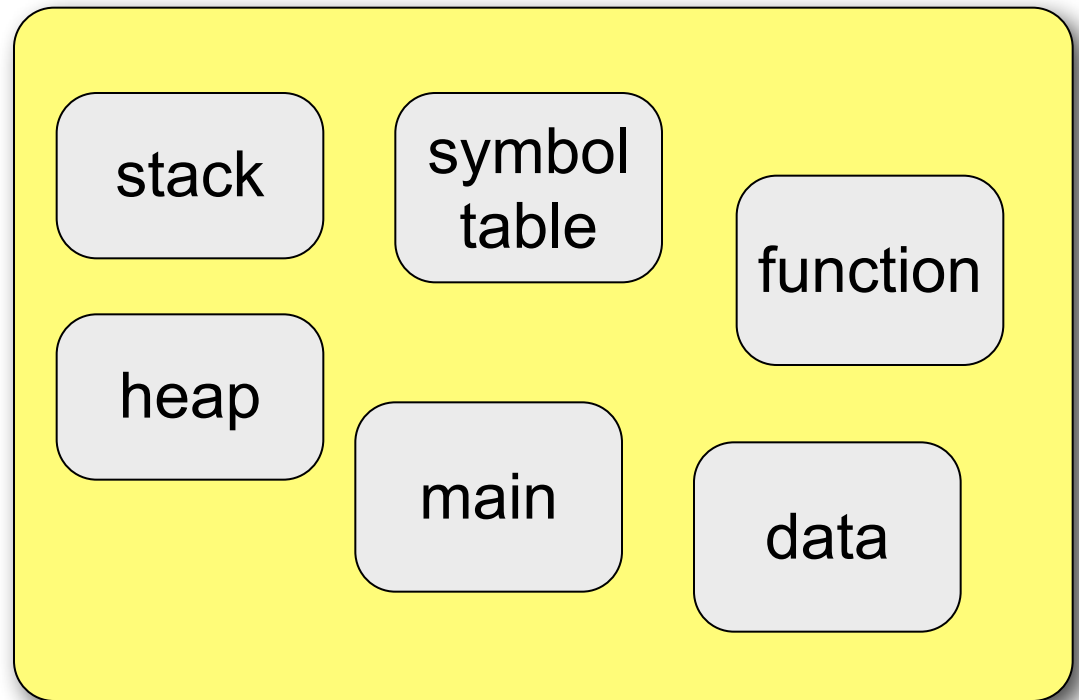 stack
symbol
table
function
heap
main
data